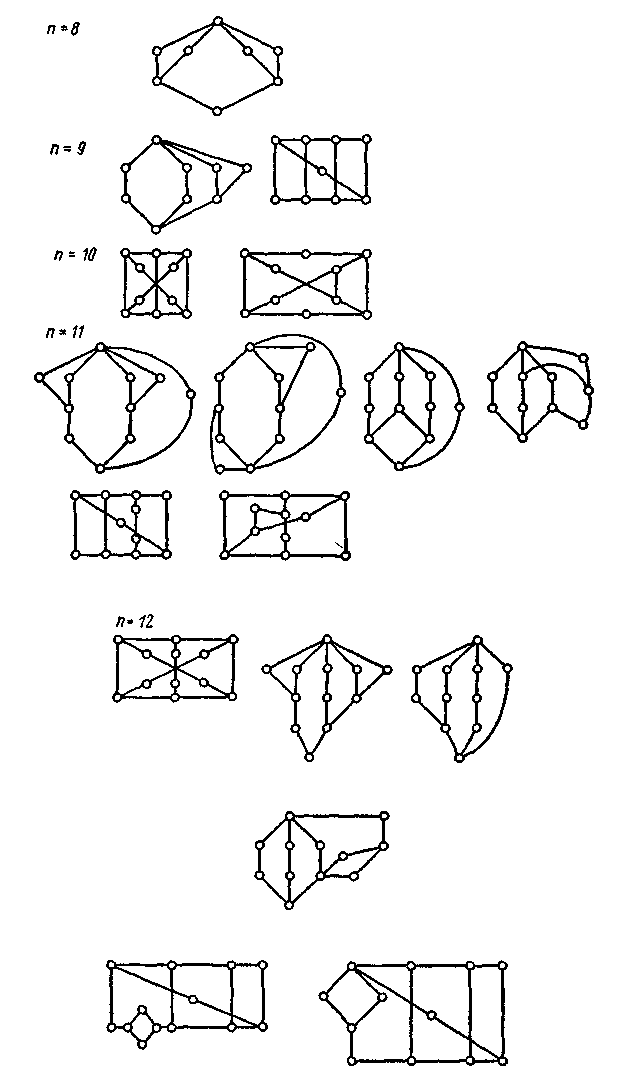 n = 8
n = 9
n = 10
n = 11
n = 12